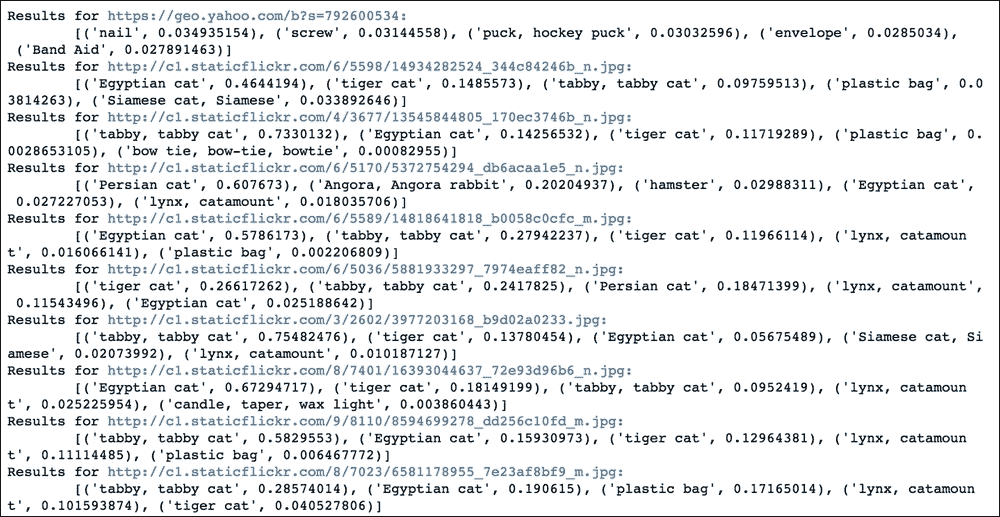 Results for https://geo.yahoo.com/b?s=792600534:
[('nail', 0.034935154), ('screw', 0.03144558), ('puck, hockey puck', 0.03032596), ('envelope', 0.0285034),
('Band Aid', 0.027891463)]
Results for http://c1.staticflickr.com/6/5598/14934282524_344c84246b_n.jpg:
[('Egyptian cat', 0.4644194), ('tiger cat', 0.1485573), ('tabby, tabby cat', 0.09759513), ('plastic bag', 0.0
3814263), ('Siamese cat, Siamese', 0.033892646)]
Results for http://c1.staticflickr.com/4/3677/13545844805_170ec3746b_n.jpg:
[('tabby, tabby cat', 0.7330132), ('Egyptian cat', 0.14256532), ('tiger cat', 0.11719289), ('plastic bag', 0.
0028653105), ('bow tie, bow-tie, bowtie', 0.00082955)]
Results for http://c1.staticflickr.com/6/5170/5372754294_db6acaa1e5_n.jpg:
[('Persian cat', 0.607673), ('Angora, Angora rabbit', 0.20204937), ('hamster', 0.02988311), ('Egyptian cat',
0.027227053), ('lynx, catamount', 0.018035706)]
Results for http://c1.staticflickr.com/6/5589/14818641818_b0058c0cfc_m.jpg:
[('Egyptian cat', 0.5786173), ('tabby, tabby cat', 0.27942237), ('tiger cat', 0.11966114), ('lynx, catamoun
t', 0.016066141), ('plastic bag', 0.002206809)]
Results for http://c1.staticflickr.com/6/5036/5881933297_7974eaff82_n.jpg:
[('tiger cat', 0.26617262), ('tabby, tabby cat', 0.2417825), ('Persian cat', 0.18471399), ('lynx, catamount',
0.11543496), ('Egyptian cat', 0.025188642)]
Results for http://c1.staticflickr.com/3/2602/3977203168_b9d02a0233.jpg:
[('tabby, tabby cat', 0.75482476), ('tiger cat', 0.13780454), ('Egyptian cat', 0.05675489), ('Siamese cat, Si
amese', 0.02073992), ('lynx, catamount', 0.010187127)]
Results for http://c1.staticflickr.com/8/7401/16393044637_72e93d96b6_n.jpg:
[('Egyptian cat', 0.67294717), ('tiger cat', 0.18149199), ('tabby, tabby cat', 0.0952419), ('lynx, catamoun
t', 0.025225954), ('candle, taper, wax light', 0.003860443)]
Results for http://c1.staticflickr.com/9/8110/8594699278_dd256c10fd_m.jpg:
[('tabby, tabby cat', 0.5829553), ('Egyptian cat', 0.15930973), ('tiger cat', 0.12964381), ('lynx, catamoun
t', 0.11114485), ('plastic bag', 0.006467772)]
Results for http://c1.staticflickr.com/8/7023/6581178955_7e23af8bf9_m.jpg:
[('tabby, tabby cat', 0.28574014), ('Egyptian cat', 0.190615), ('plastic bag', 0.17165014), ('lynx, catamoun
t', 0.101593874), ('tiger cat', 0.040527806)]